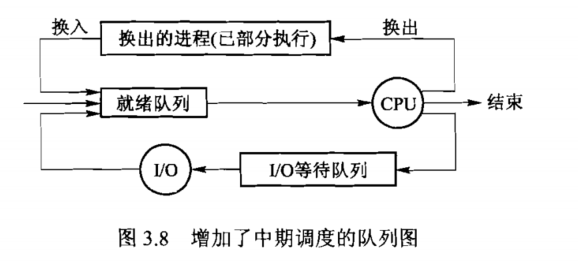 换入
换出的进程(已部分执行)
换出
就绪队列
CPU
结束
I/O
I/O等待队列
图 3.8 增加了中期调度的队列图